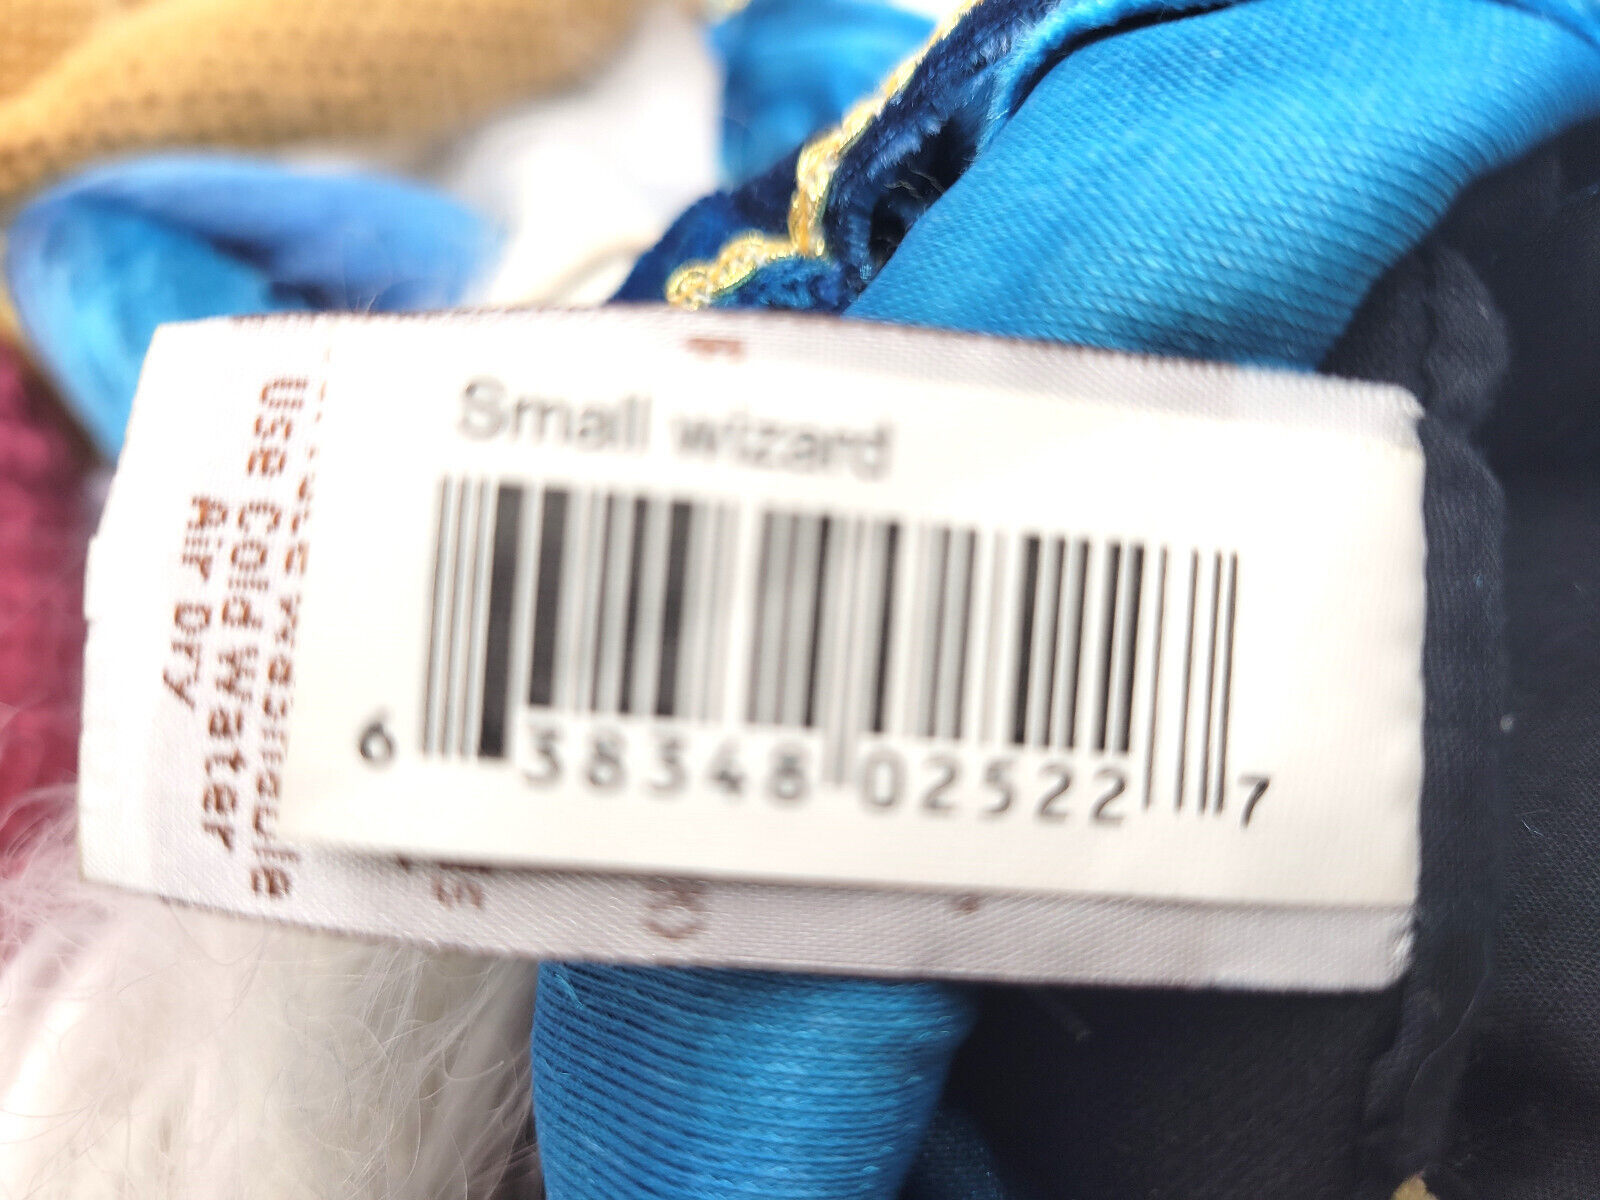 Small wizard
6 38348 02522 7
Use Cold Water
Air Dry